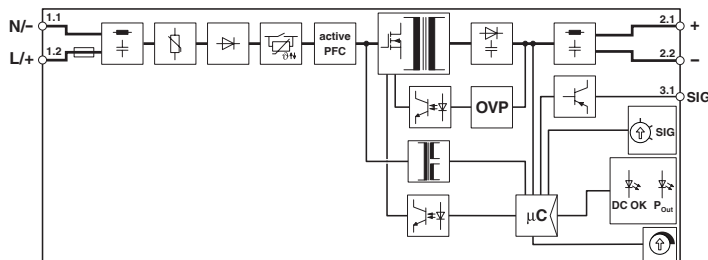 N/- 1.1
L/+ 1.2
active
PFC
2.1 +
2.2 −
3.1 SIG
OVP
SIG
µC
DC OK P Out
ϑ